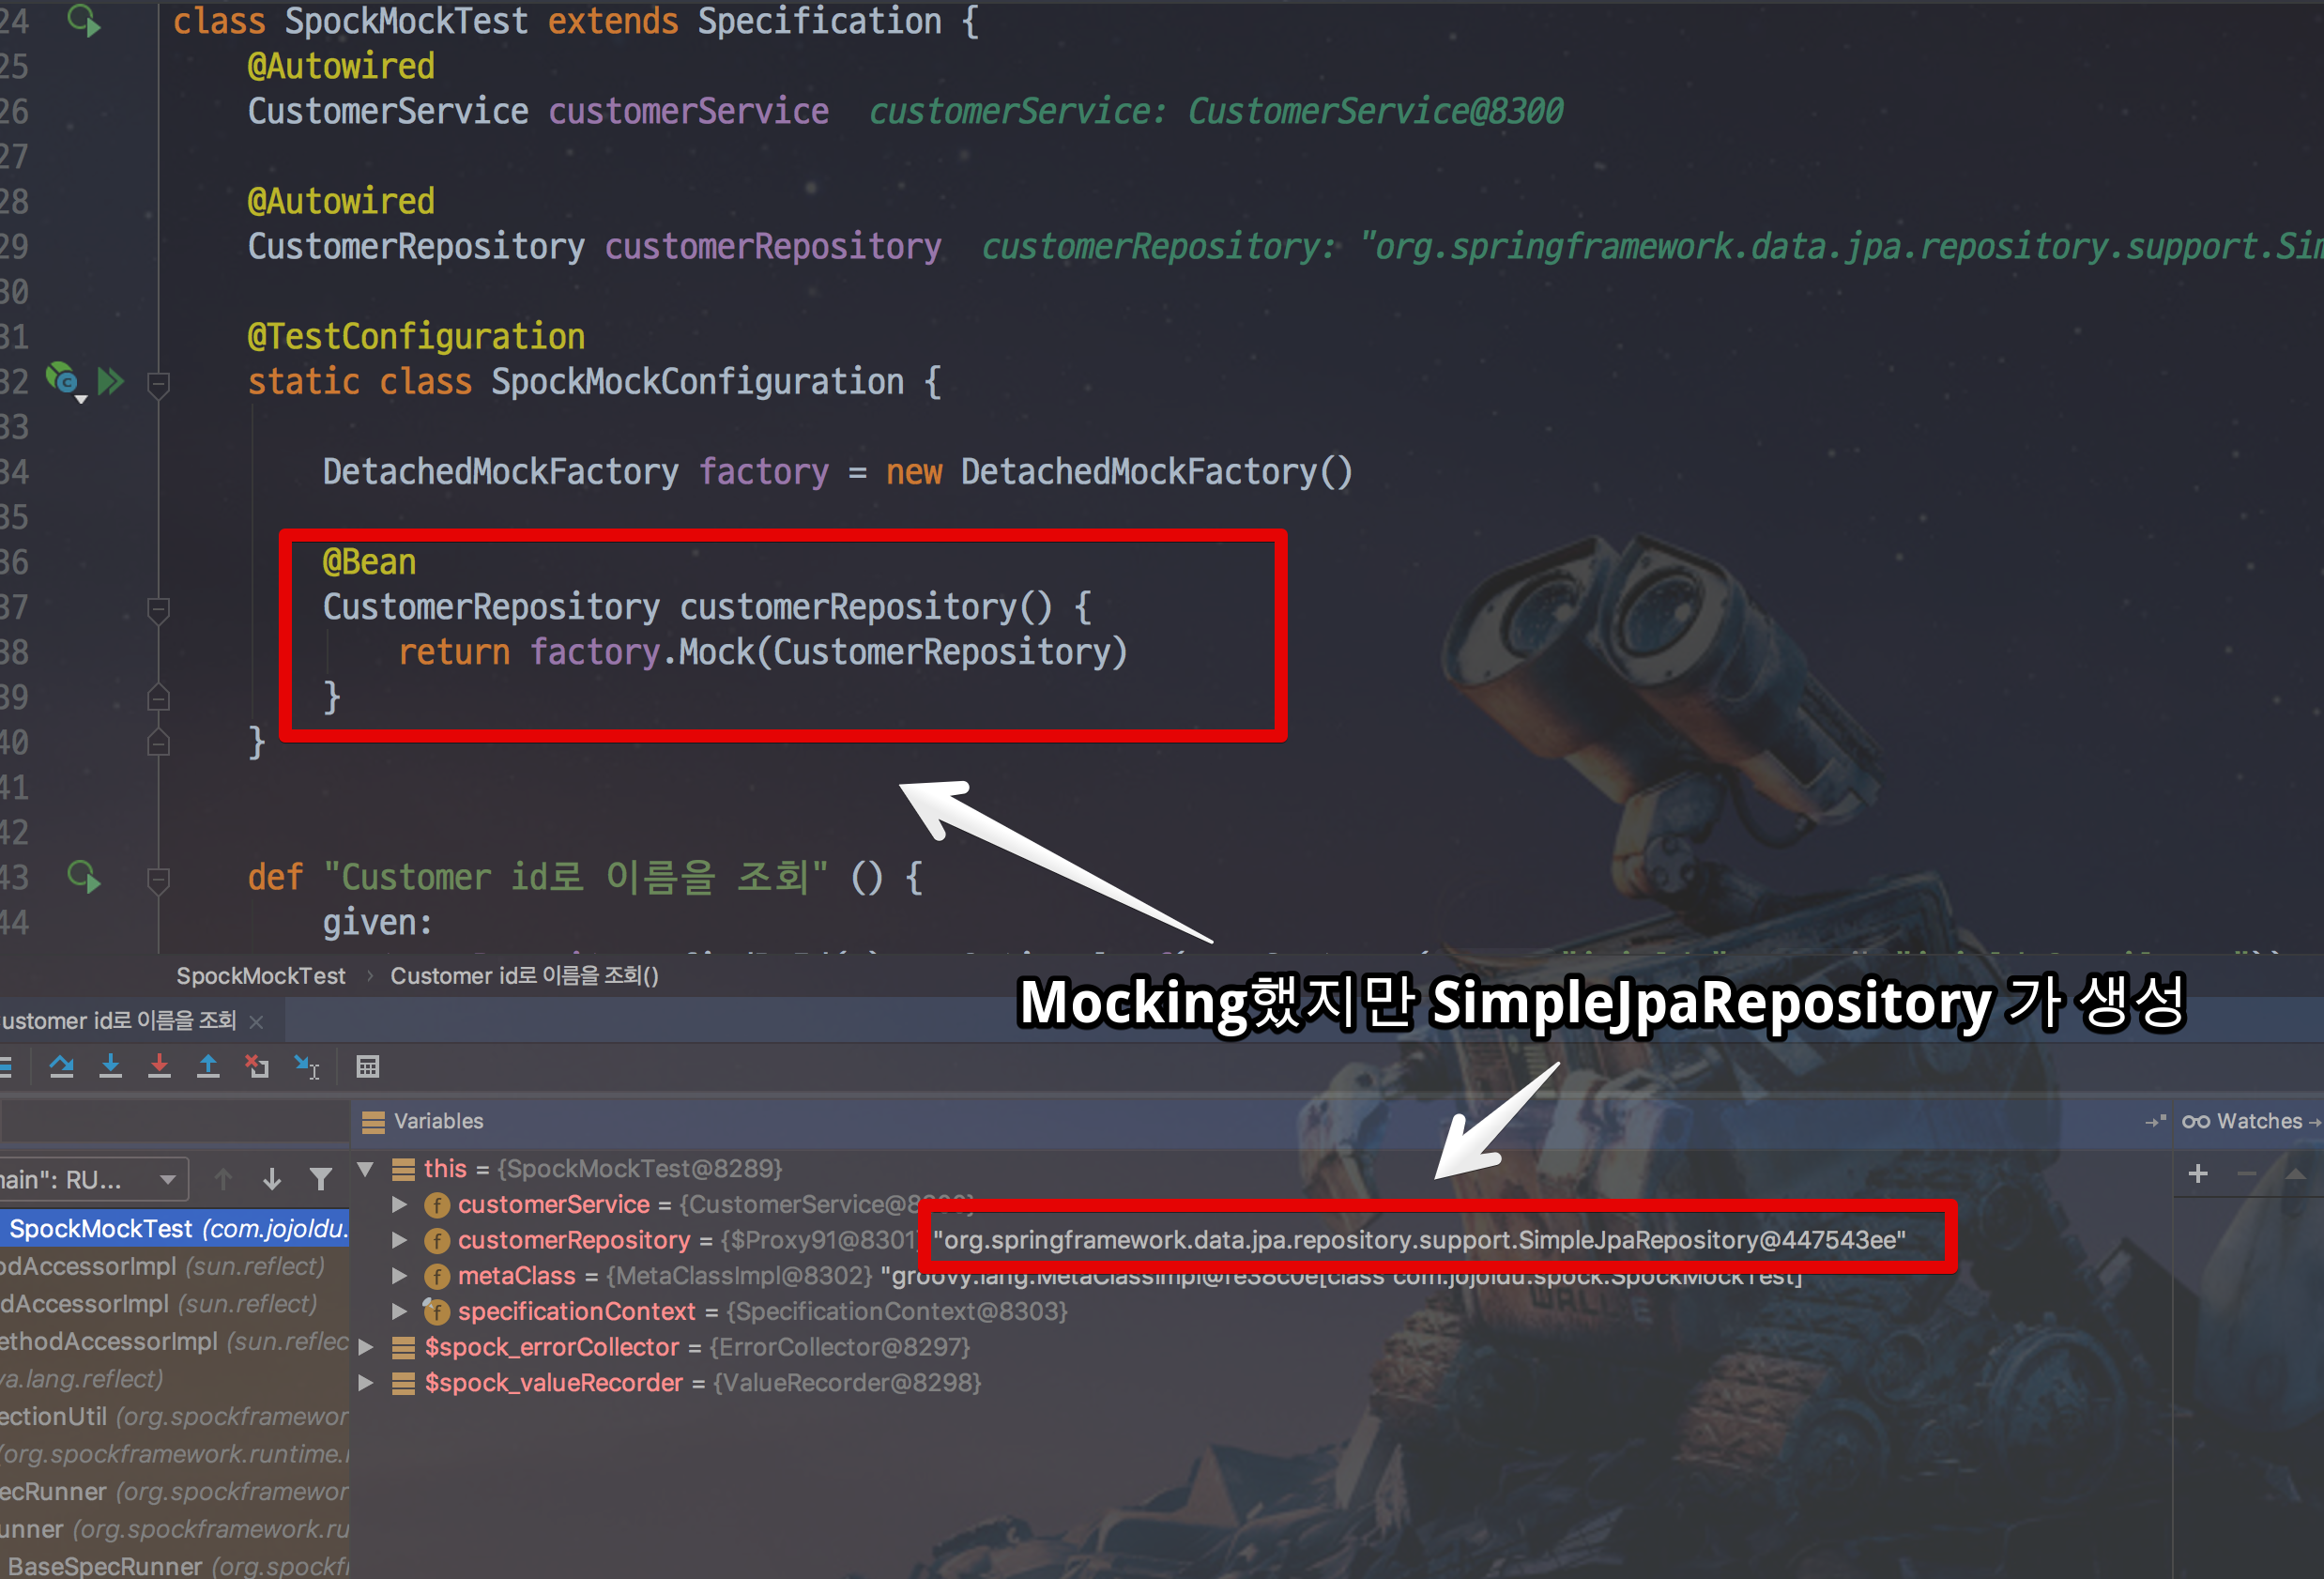 24 class SpockMockTest extends Specification {
25 @Autowired
26 CustomerService customerService customerService: CustomerService@8300
27
28 @Autowired
29 CustomerRepository customerRepository customerRepository: "org.springframework.data.jpa.repository.support.Sim
30
31 @TestConfiguration
32 static class SpockMockConfiguration {
33
34 DetachedMockFactory factory = new DetachedMockFactory()
35
36 @Bean
37 CustomerRepository customerRepository() {
38 return factory.Mock(CustomerRepository)
39 }
40 }
41
42
43 def "Customer id로 이름을 조회" () {
44 given:
SpockMockTest › Customer id로 이름을 조회()
Mocking했지만 SimpleJpaRepository 가 생성
ustomer id로 이름을 조회 ×
Variables
Watches
main": RU...
this = {SpockMockTest@8289}
customerService = {CustomerService@8300}
customerRepository = {$Proxy91@8301} "org.springframework.data.jpa.repository.support.SimpleJpaRepository@447543ee"
metaClass = {MetaClassImpl@8302} "groovy.lang.MetaClassImpl@fe38c0e[class com.jojoldu.spock.SpockMockTest]
specificationContext = {SpecificationContext@8303}
$spock_errorCollector = {ErrorCollector@8297}
$spock_valueRecorder = {ValueRecorder@8298}
SpockMockTest (com.jojoldu.
odAccessorImpl (sun.reflect)
dAccessorImpl (sun.reflect)
ethodAccessorImpl (sun.reflec
va.lang.reflect)
ectionUtil (org.spockframewor
(org.spockframework.runtime.
ecRunner (org.spockframewor
unner (org.spockframework.ru
BaseSpecRunner (org.spockf